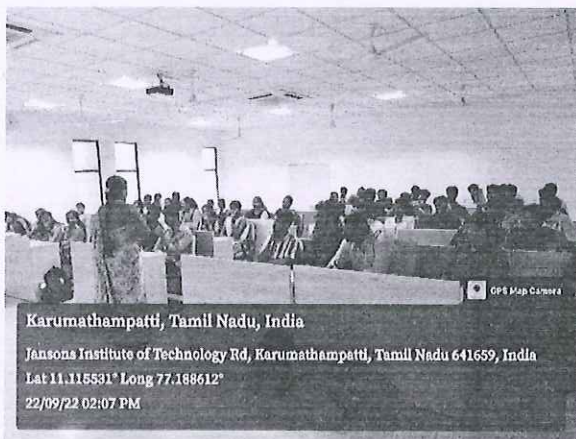 GPS Map Camera
Karumathampatti, Tamil Nadu, India
Jansons Institute of Technology Rd, Karumathampatti, Tamil Nadu 641659, India
Lat 11.115531° Long 77.188612°
22/09/22 02:07 PM